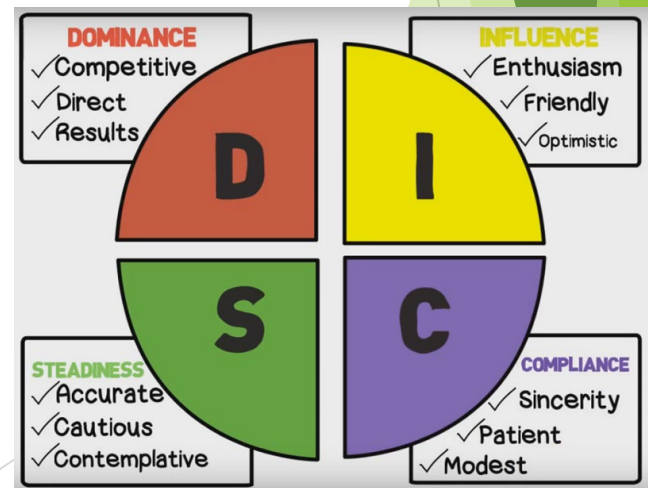 DOMINANCE
✓Competitive
✓Direct
✓Results
D
INFLUENCE
✓Enthusiasm
✓Friendly
✓Optimistic
I
STEADINESS
✓Accurate
✓Cautious
✓Contemplative
S
COMPLIANCE
✓Sincerity
✓Patient
✓Modest
C